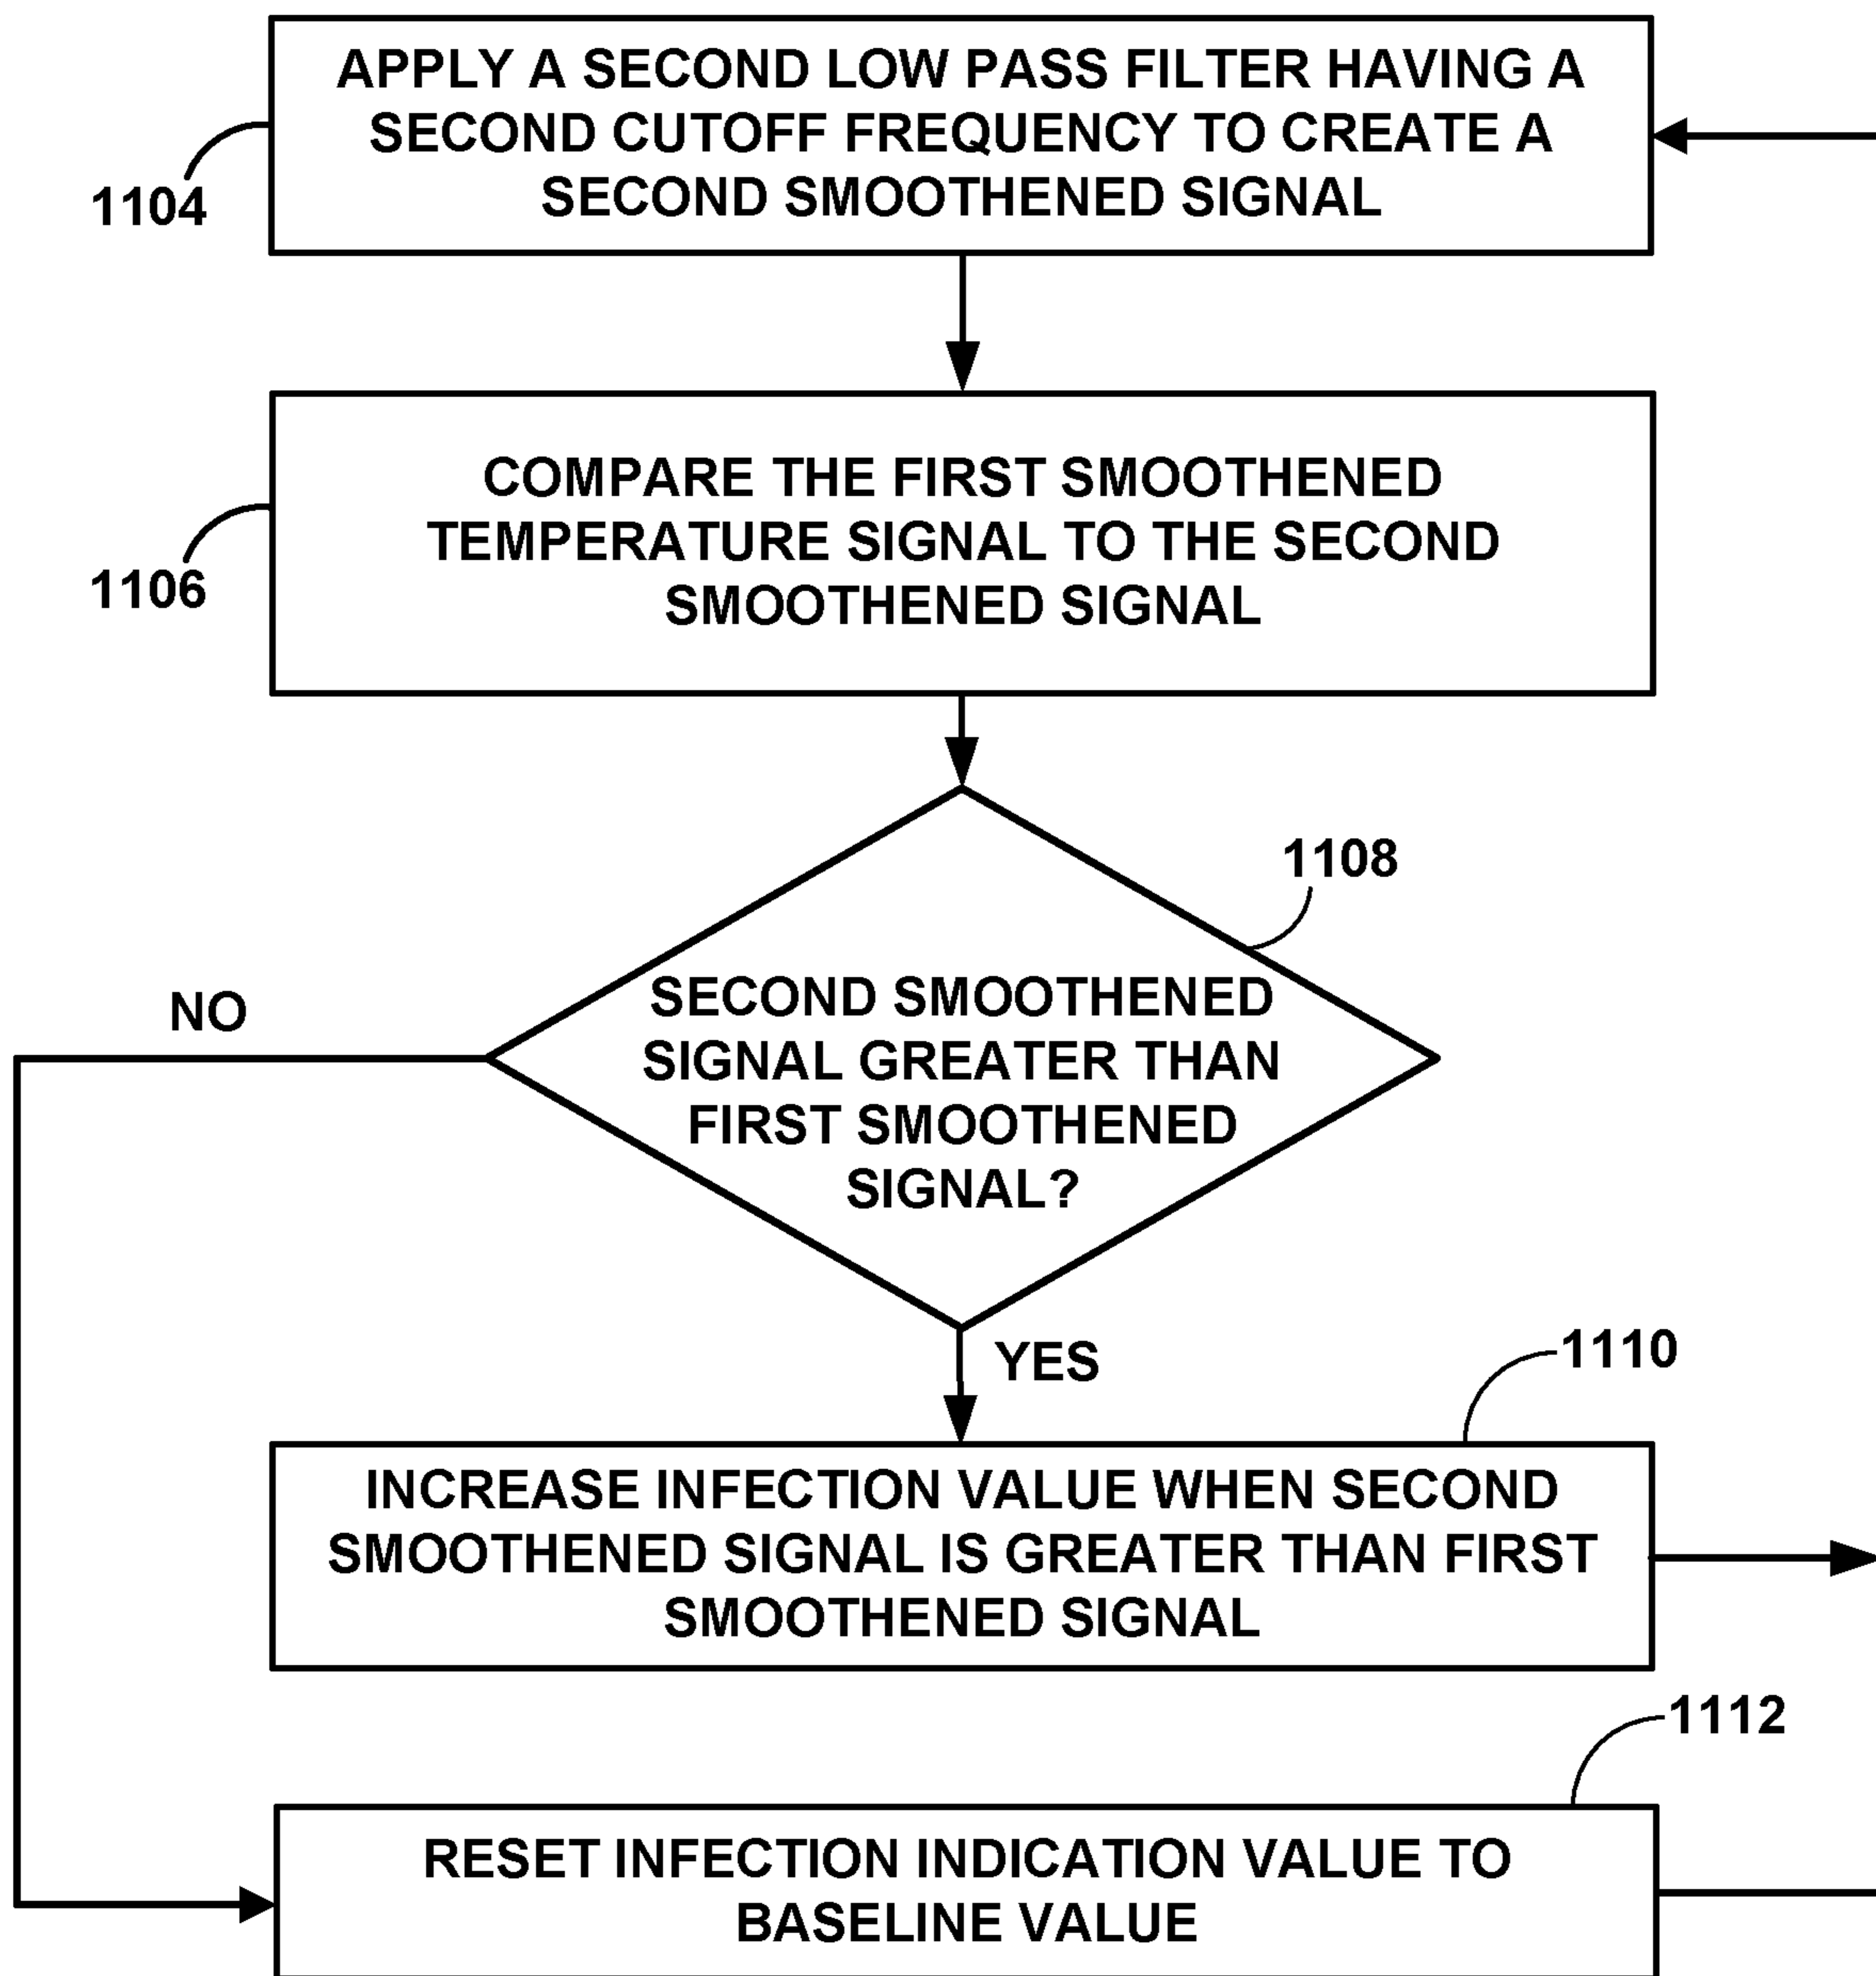 APPLY A SECOND LOW PASS FILTER HAVING A
SECOND CUTOFF FREQUENCY TO CREATE A
SECOND SMOOTHENED SIGNAL
1104
COMPARE THE FIRST SMOOTHENED
TEMPERATURE SIGNAL TO THE SECOND
SMOOTHENED SIGNAL
1106
1108
SECOND SMOOTHENED
SIGNAL GREATER THAN
FIRST SMOOTHENED
SIGNAL?
NO
YES
1110
INCREASE INFECTION VALUE WHEN SECOND
SMOOTHENED SIGNAL IS GREATER THAN FIRST
SMOOTHENED SIGNAL
1112
RESET INFECTION INDICATION VALUE TO
BASELINE VALUE